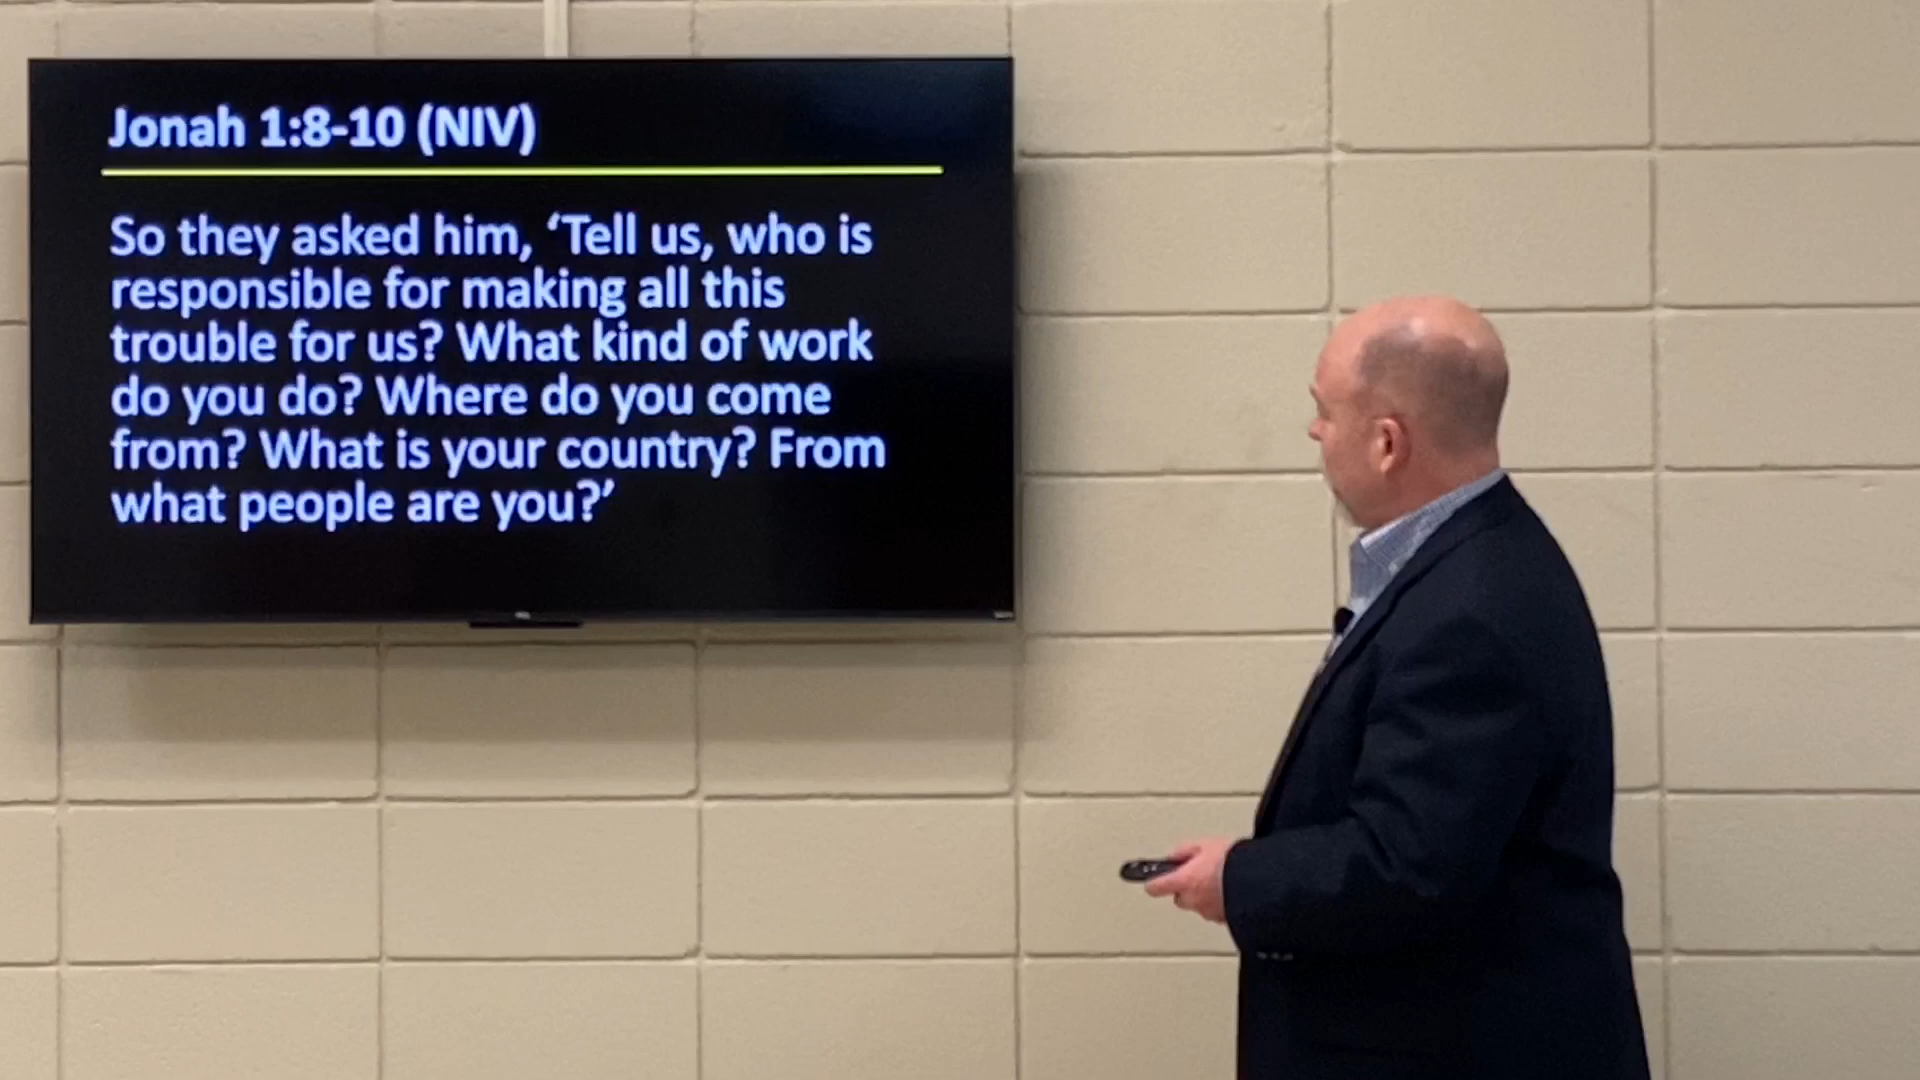 Jonah 1:8-10 (NIV)
So they asked him, ‘Tell us, who is
responsible for making all this
trouble for us? What kind of work
do you do? Where do you come
from? What is your country? From
what people are you?’